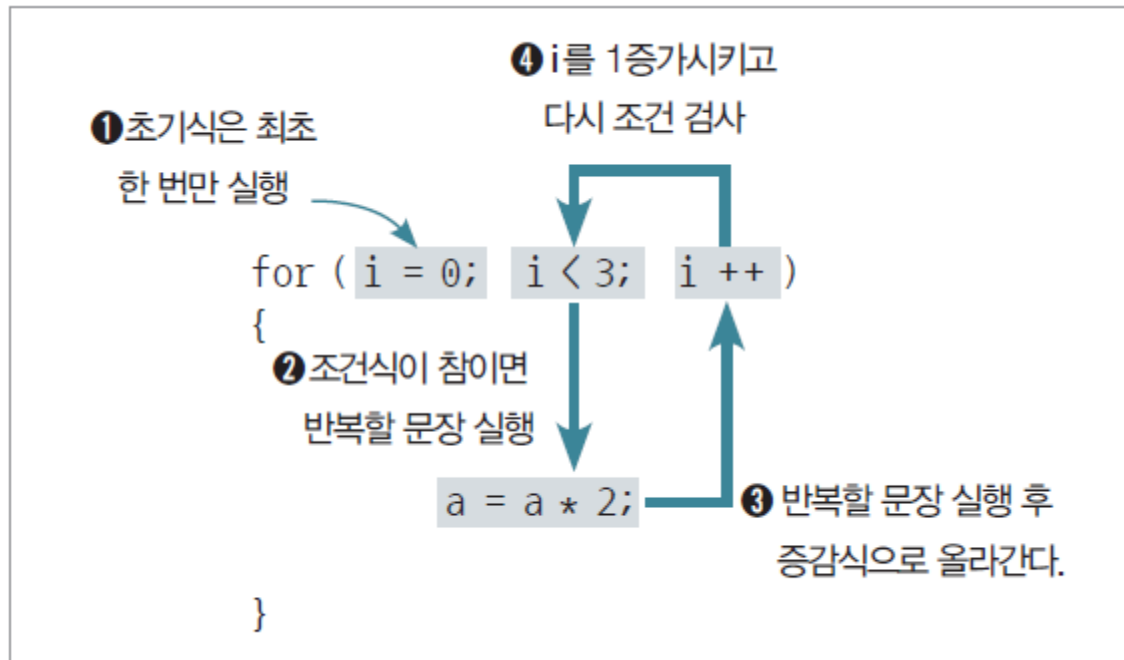 ❹ i를 1증가시키고
다시 조건 검사
❶ 초기식은 최초
한 번만 실행
for ( i = 0; i < 3; i ++ )
{
❷ 조건식이 참이면
반복할 문장 실행
a = a * 2;
❸ 반복할 문장 실행 후
증감식으로 올라간다.
}